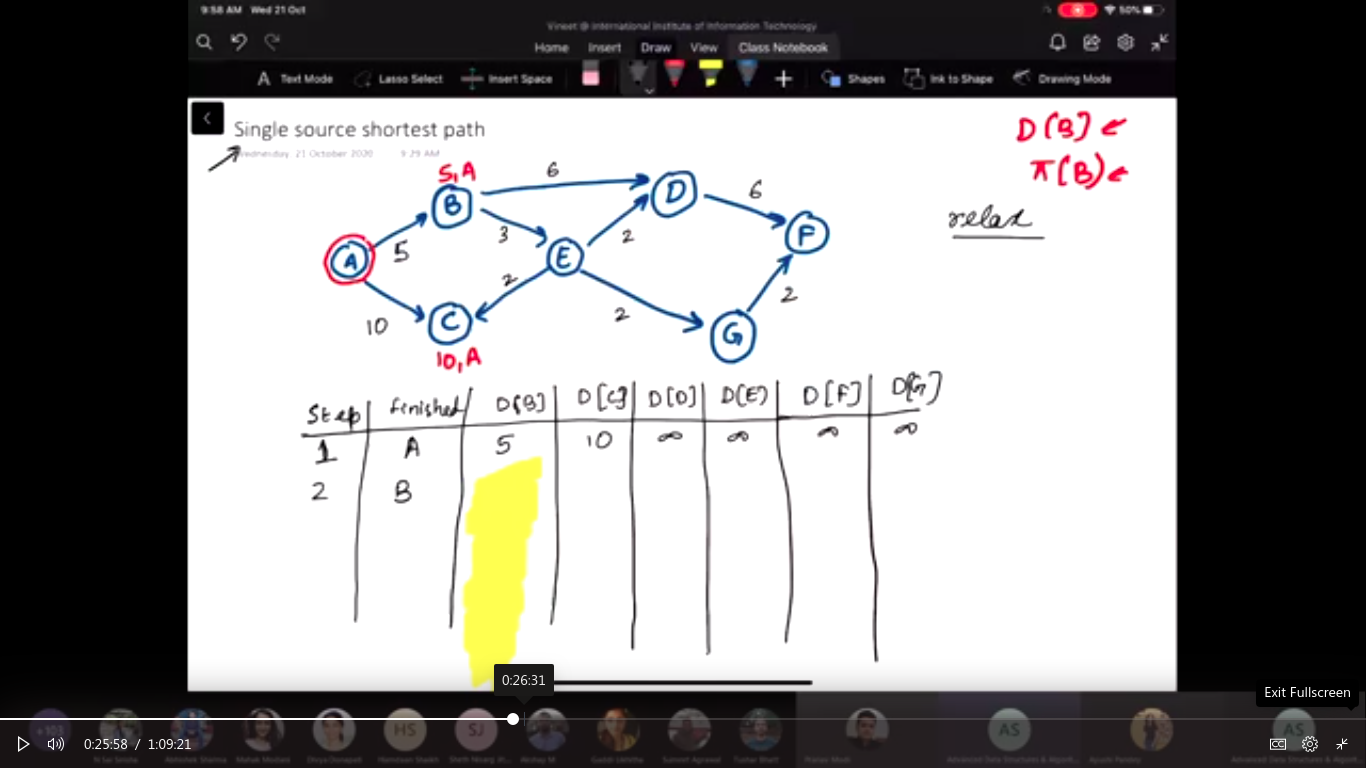 9:58 AM Wed 21 Oct
50%
Vineet @ International Institute of Information Technology
Home Insert Draw View Class Notebook
Text Mode Lasso Select Insert Space Shapes Ink to Shape Drawing Mode
Single source shortest path
Wednesday, 21 October 2020 9:29 AM
D[B] ←
π(B) ←
relax
5,A
6
B
D
6
A
5
3
E
2
F
2
10
C
2
G
2
10,A
Step finished D[B] D[C] D[D] D[E] D[F] D[G]
1 A 5 10 ∞ ∞ ∞ ∞
2 B
0:26:31
Exit Fullscreen
HS SJ AS AS
0:25:58 / 1:09:21